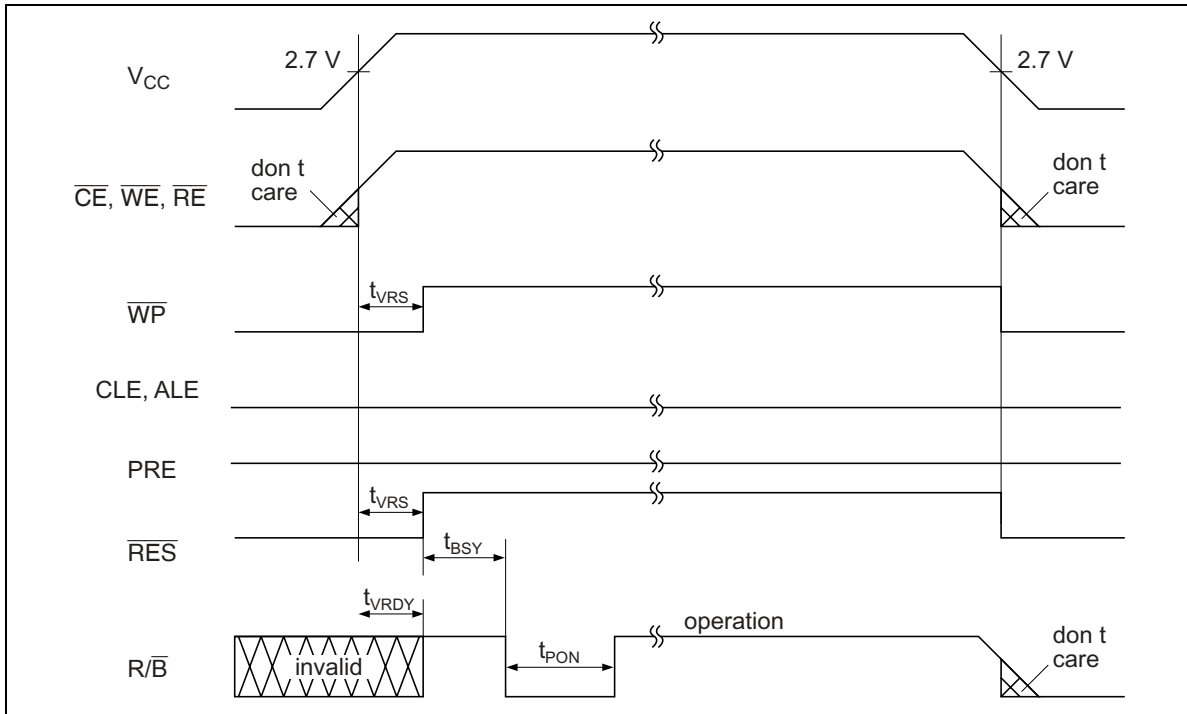 2.7 V
2.7 V
VCC
don t
care
don t
care
CE, WE, RE
tVRS
WP
CLE, ALE
PRE
tVRS
RES
tBSY
tVRDY
operation
invalid
tPON
don t
care
R/B